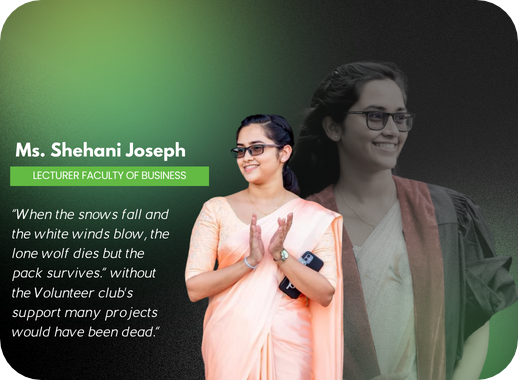 Ms. Shehani Joseph
LECTURER FACULTY OF BUSINESS
"When the snows fall and
the white winds blow, the
lone wolf dies but the
pack survives." without
the Volunteer club's
support many projects
would have been dead."